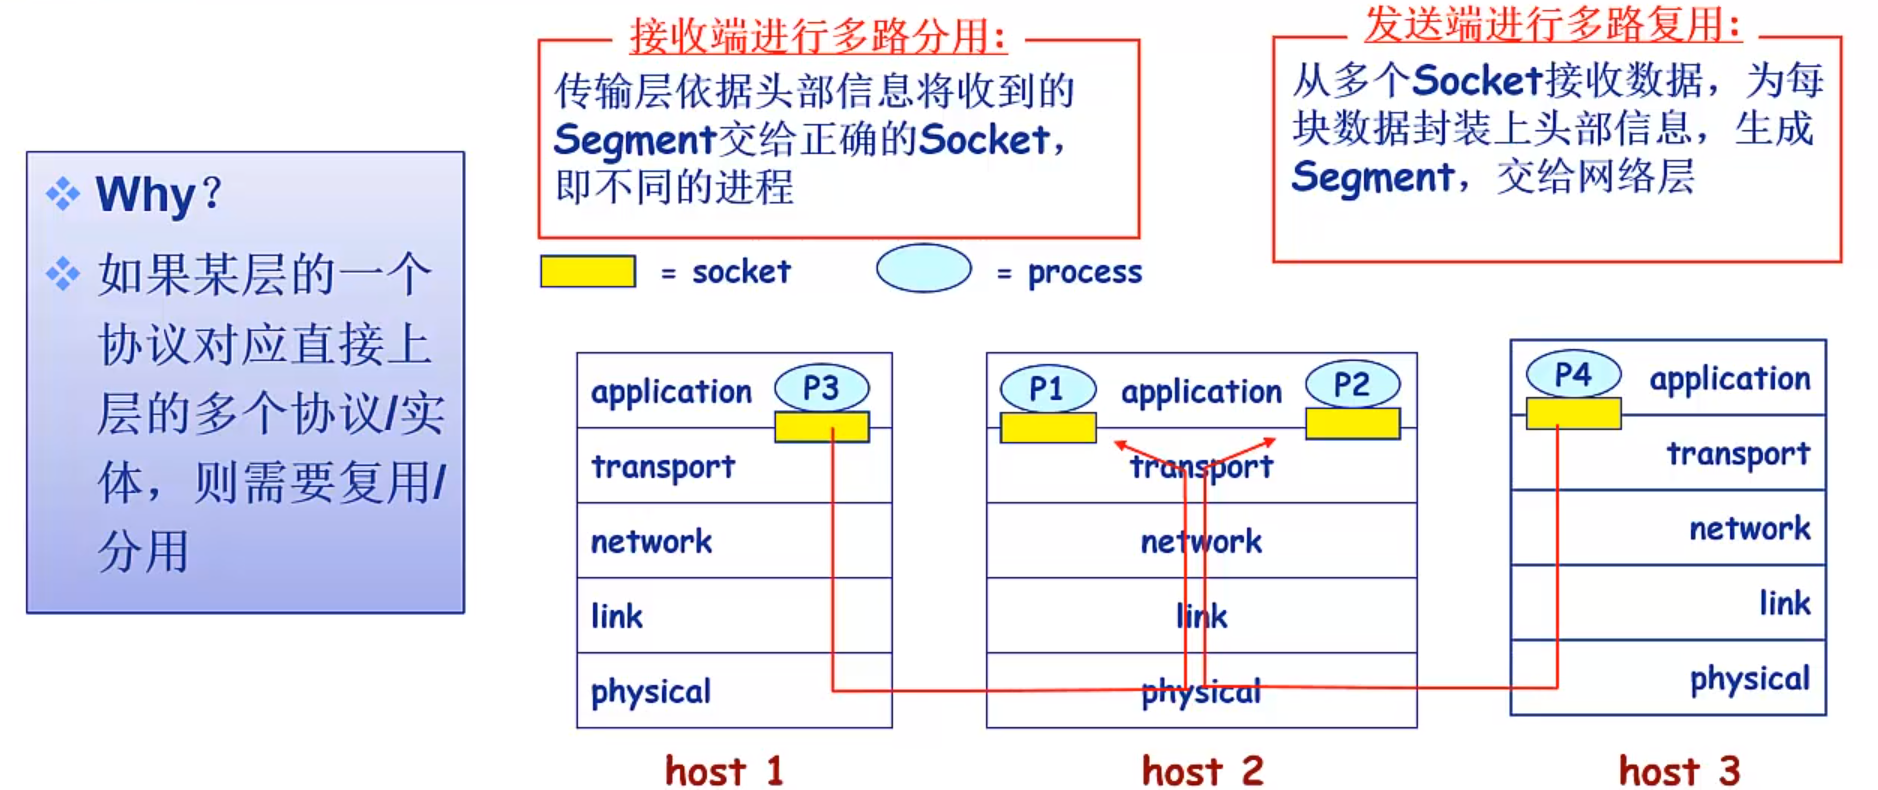 接收端进行多路分用:
传输层依据头部信息将收到的
Segment交给正确的Socket,
即不同的进程
发送端进行多路复用:
从多个Socket接收数据，为每
块数据封装上头部信息，生成
Segment，交给网络层
Why？
如果某层的一个
协议对应直接上
层的多个协议/实
体，则需要复用/
分用
= socket
= process
application P3
transport
network
link
physical
host 1
P1 application P2
transport
network
link
physical
host 2
P4 application
transport
network
link
physical
host 3